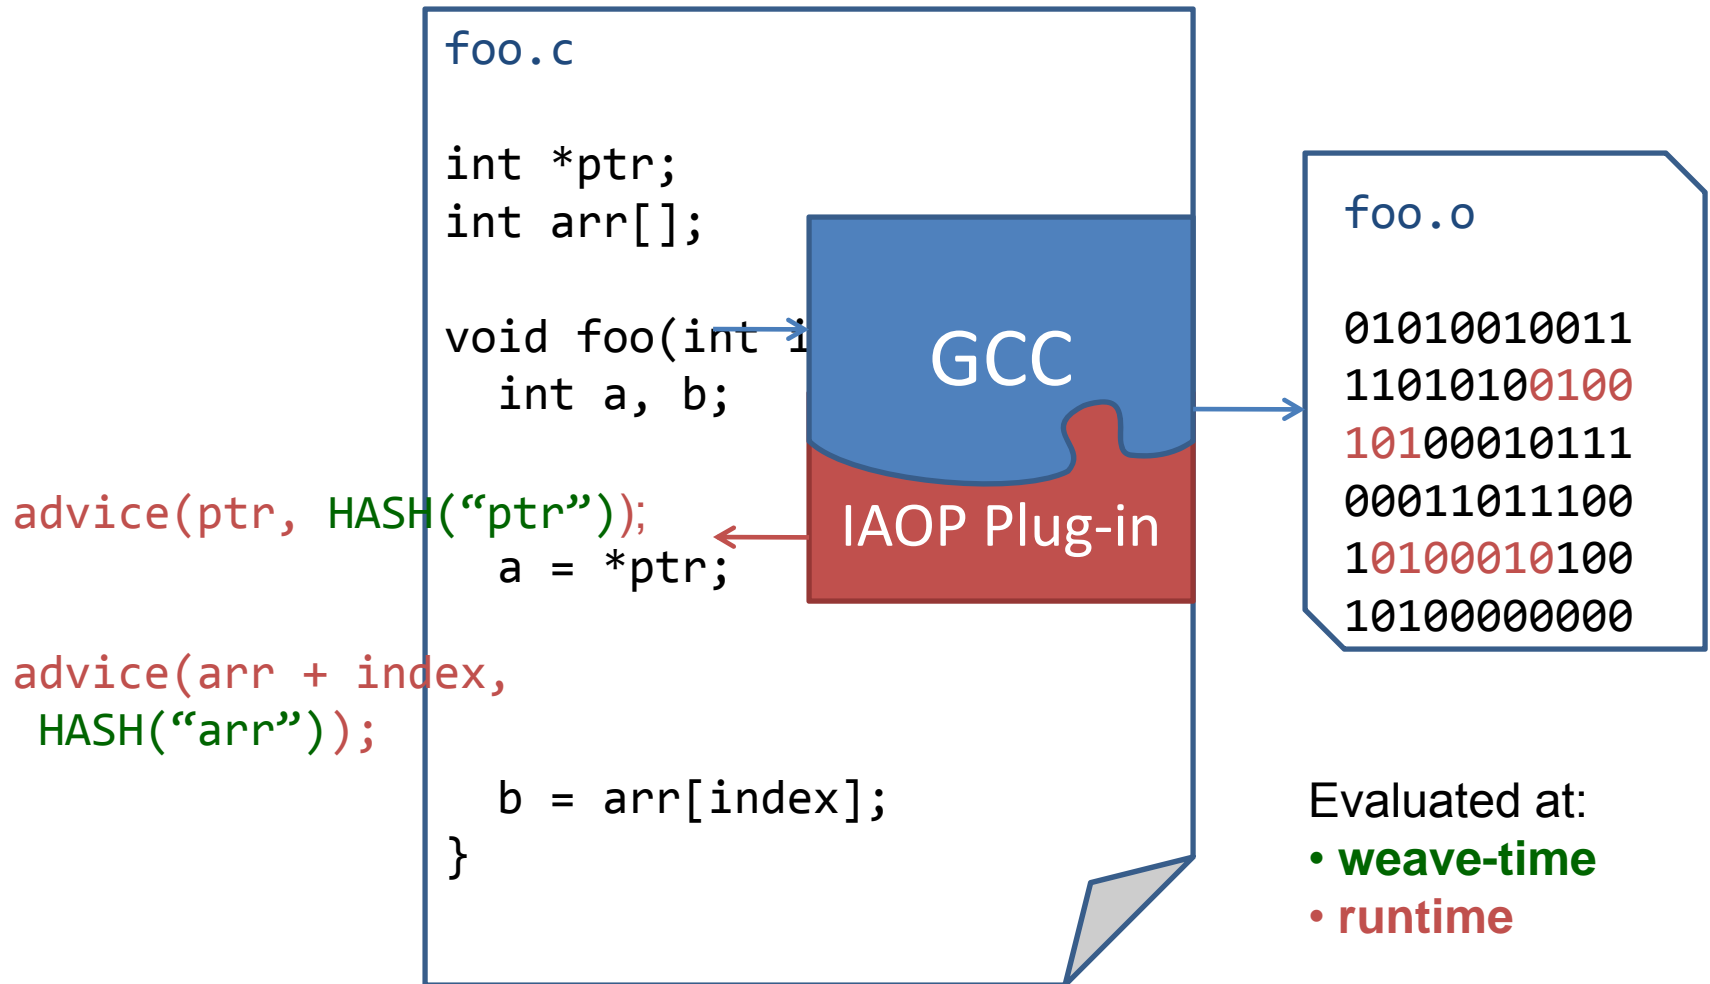 foo.c
int *ptr;
int arr[];
void foo(int i
int a, b;
advice(ptr, HASH(“ptr”));
a = *ptr;
advice(arr + index,
HASH(“arr”));
b = arr[index];
}
GCC
IAOP Plug-in
foo.o
01010010011
11010100100
10100010111
00011011100
10100010100
10100000000
Evaluated at:
• weave-time
• runtime